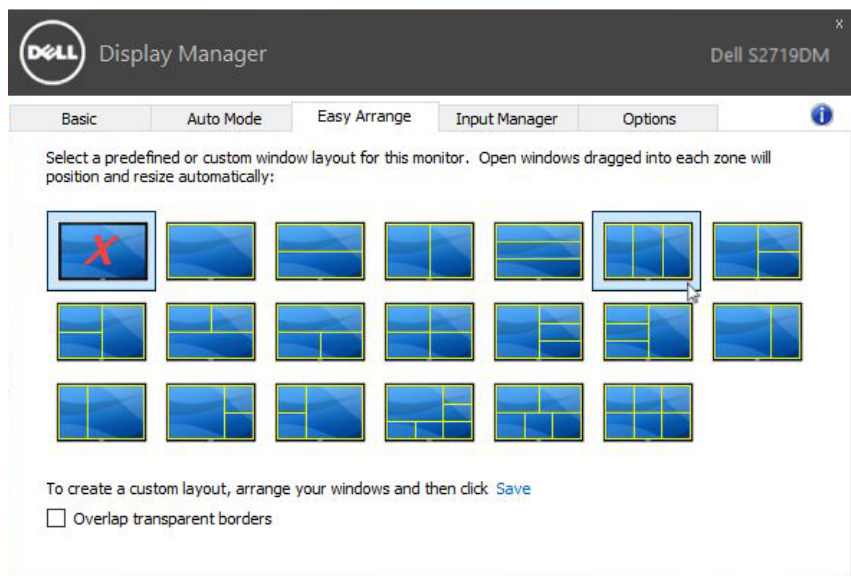 DELL Display Manager
x
Dell S2719DM
Basic Auto Mode Easy Arrange Input Manager Options i
Select a predefined or custom window layout for this monitor. Open windows dragged into each zone will
position and resize automatically:
X
To create a custom layout, arrange your windows and then click Save
Overlap transparent borders